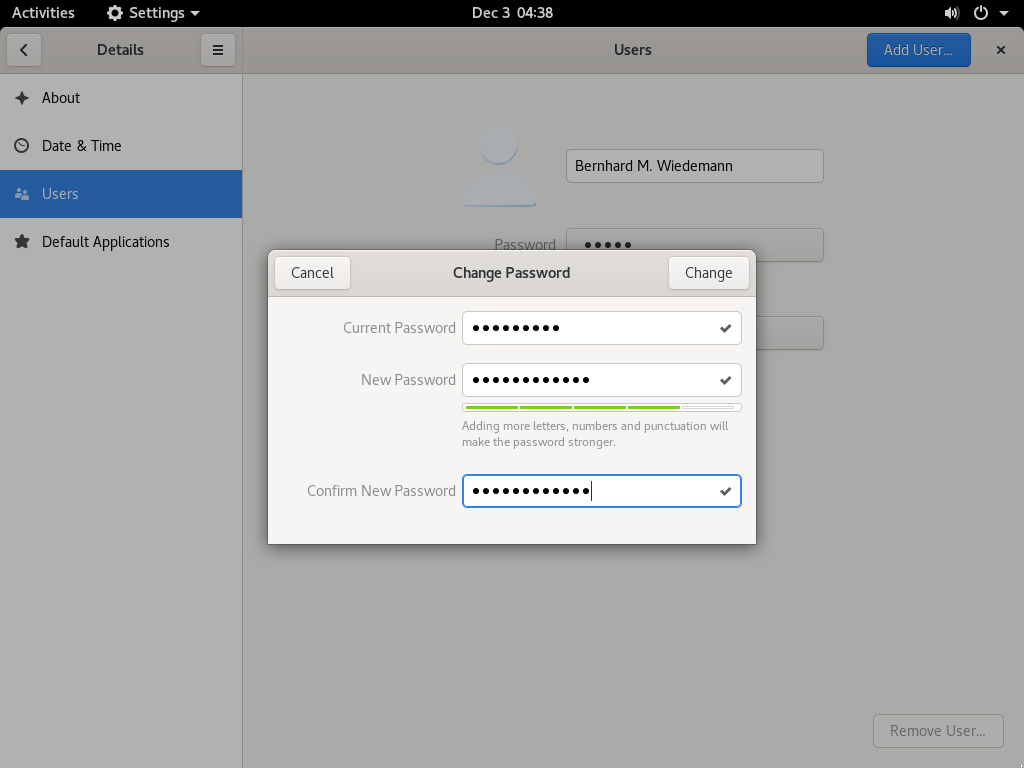 Activities
Settings
Dec 3 04:38
Details
Users
Add User...
About
Date & Time
Users
Default Applications
Bernhard M. Wiedemann
Password
●●●●●
Cancel
Change Password
Change
Current Password
●●●●●●●●●
New Password
●●●●●●●●●●●●
Adding more letters, numbers and punctuation will
make the password stronger.
Confirm New Password
●●●●●●●●●●●●
Remove User...